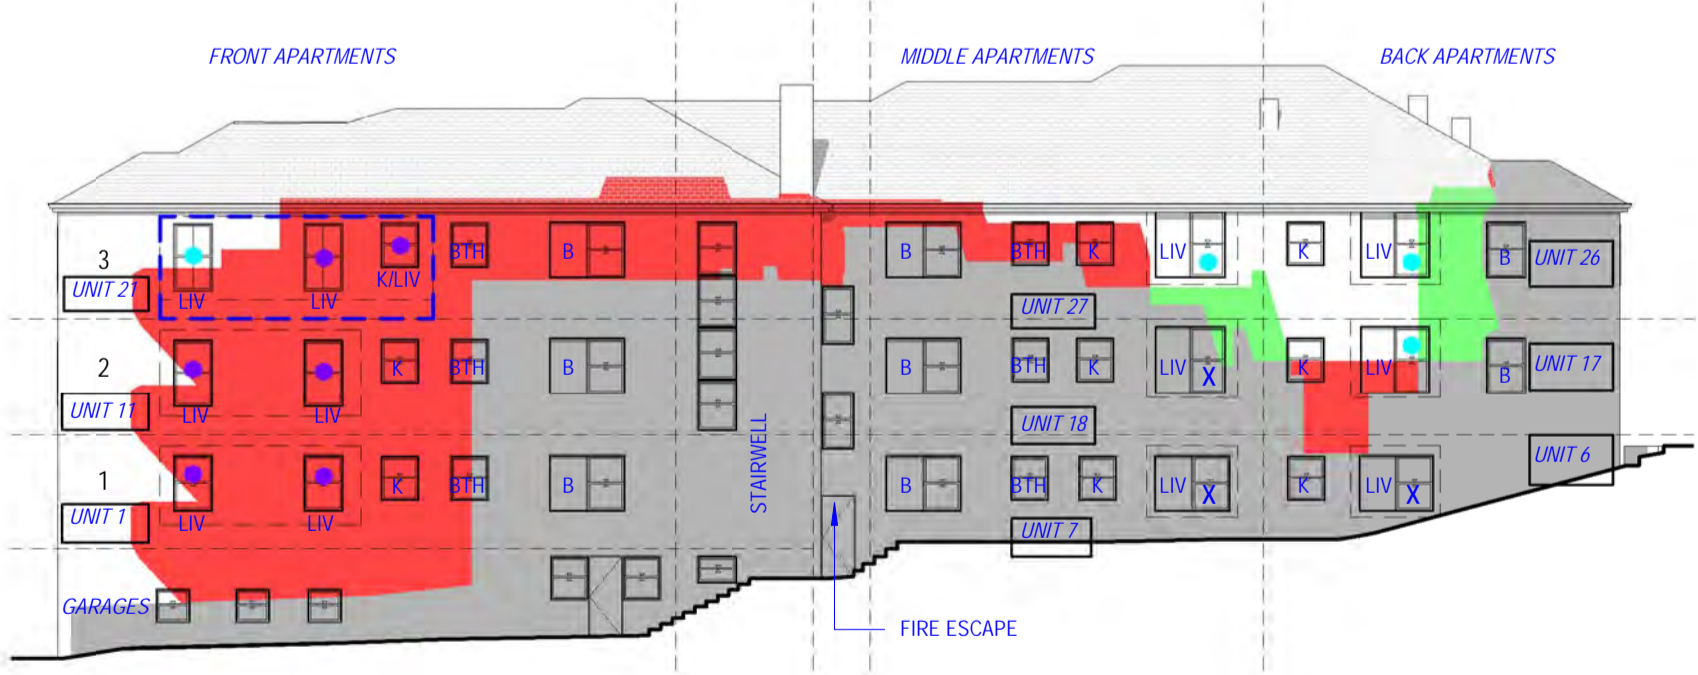 FRONT APARTMENTS
MIDDLE APARTMENTS
BACK APARTMENTS
3
UNIT 21
LIV
LIV
K/LIV
BTH
B
B
BTH
K
LIV
K
LIV
B
UNIT 26
UNIT 27
2
UNIT 11
LIV
LIV
K
BTH
B
B
BTH
K
LIV
X
K
LIV
B
UNIT 17
UNIT 18
1
UNIT 1
LIV
LIV
K
BTH
B
STAIRWELL
B
BTH
K
LIV
X
K
LIV
X
UNIT 6
UNIT 7
GARAGES
FIRE ESCAPE